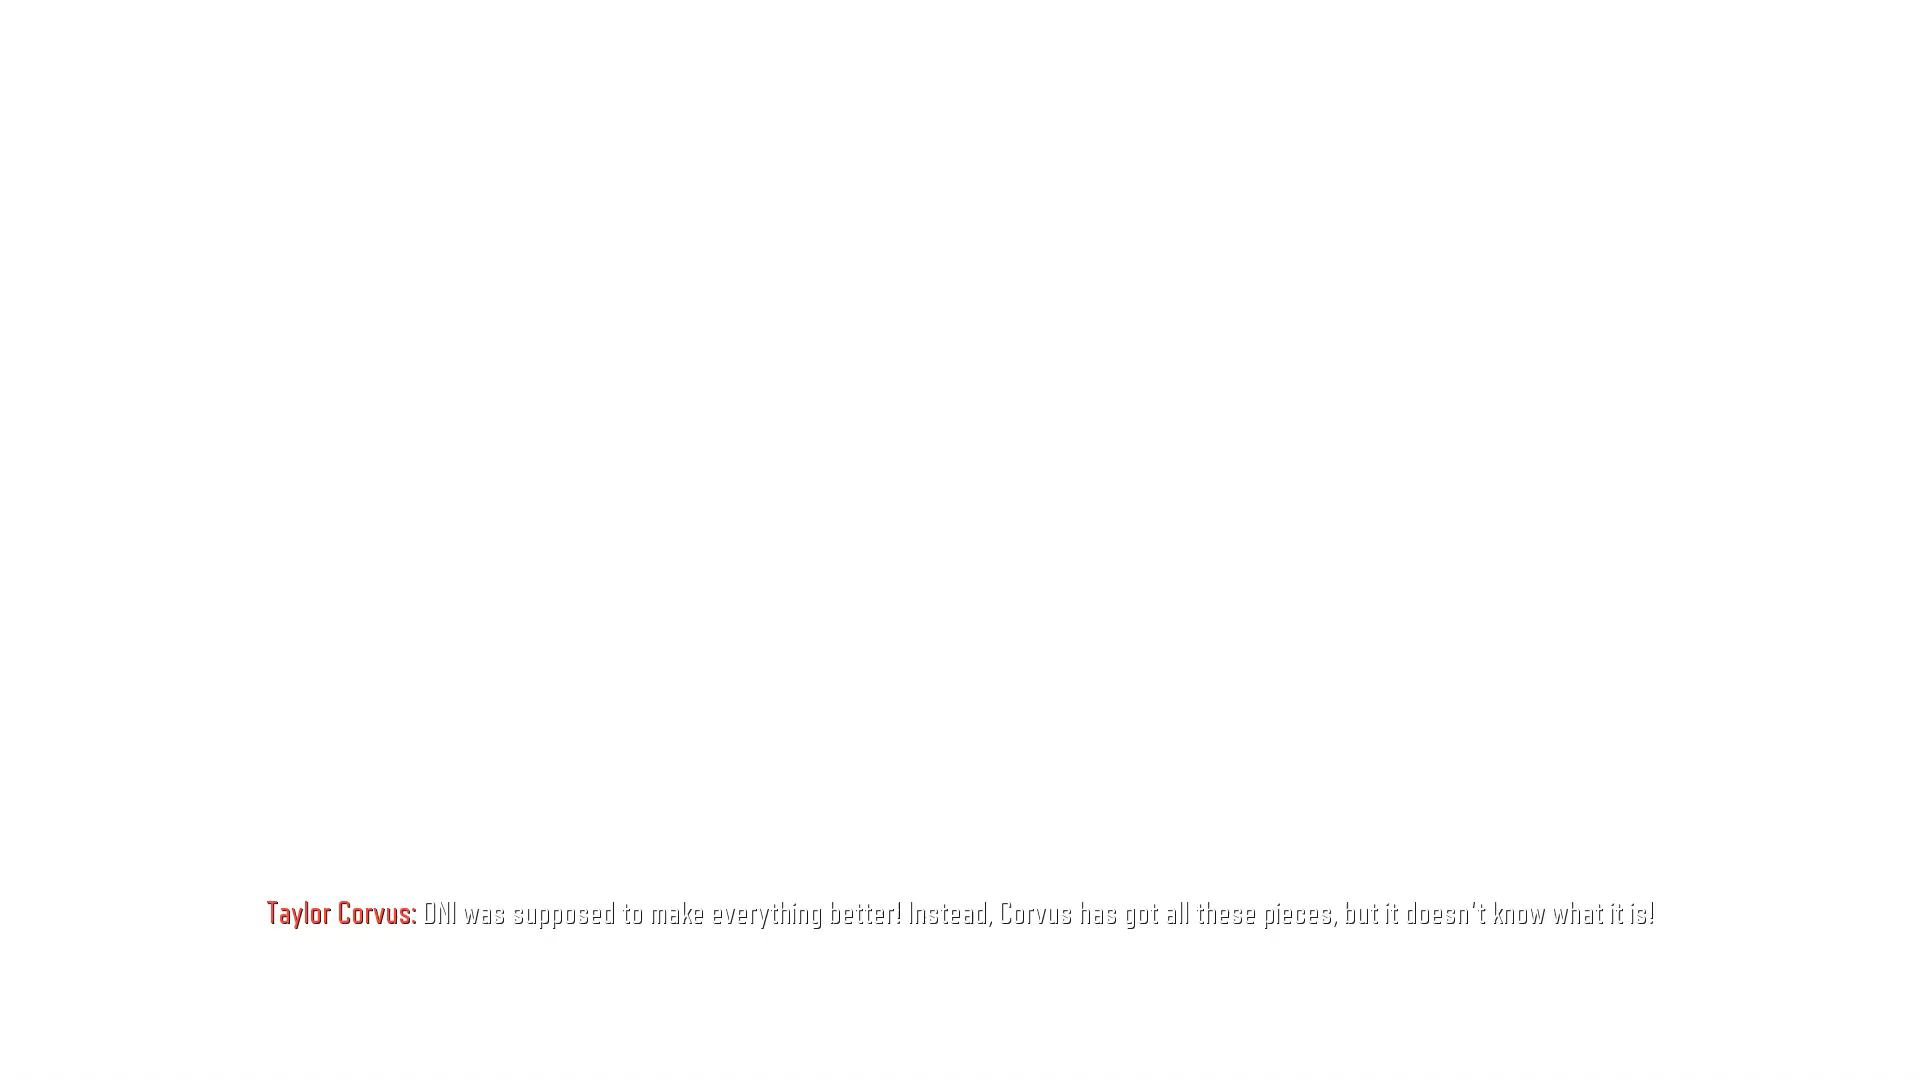 Taylor Corvus: DNI was supposed to make everything better! Instead, Corvus has got all these pieces, but it doesn't know what it is!